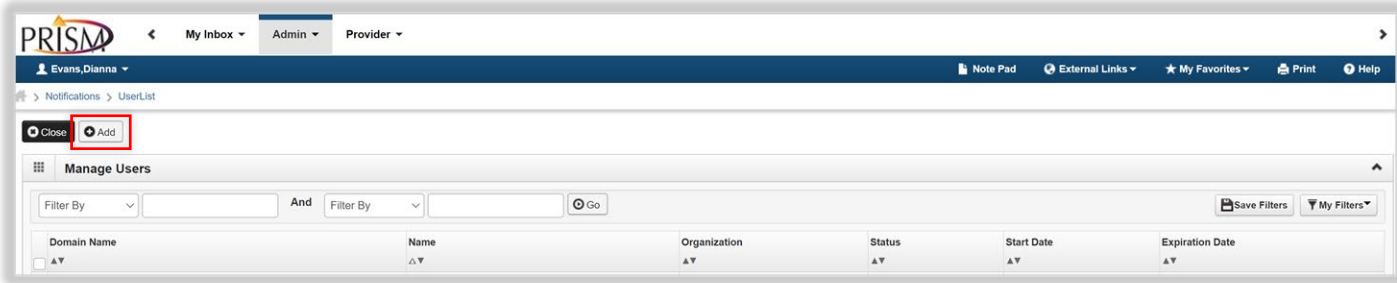 PRISM
My Inbox Admin Provider
Evans,Dianna Note Pad External Links My Favorites Print Help
> Notifications > UserList
Close Add
Manage Users
Filter By And Filter By Go Save Filters My Filters
Domain Name Name Organization Status Start Date Expiration Date